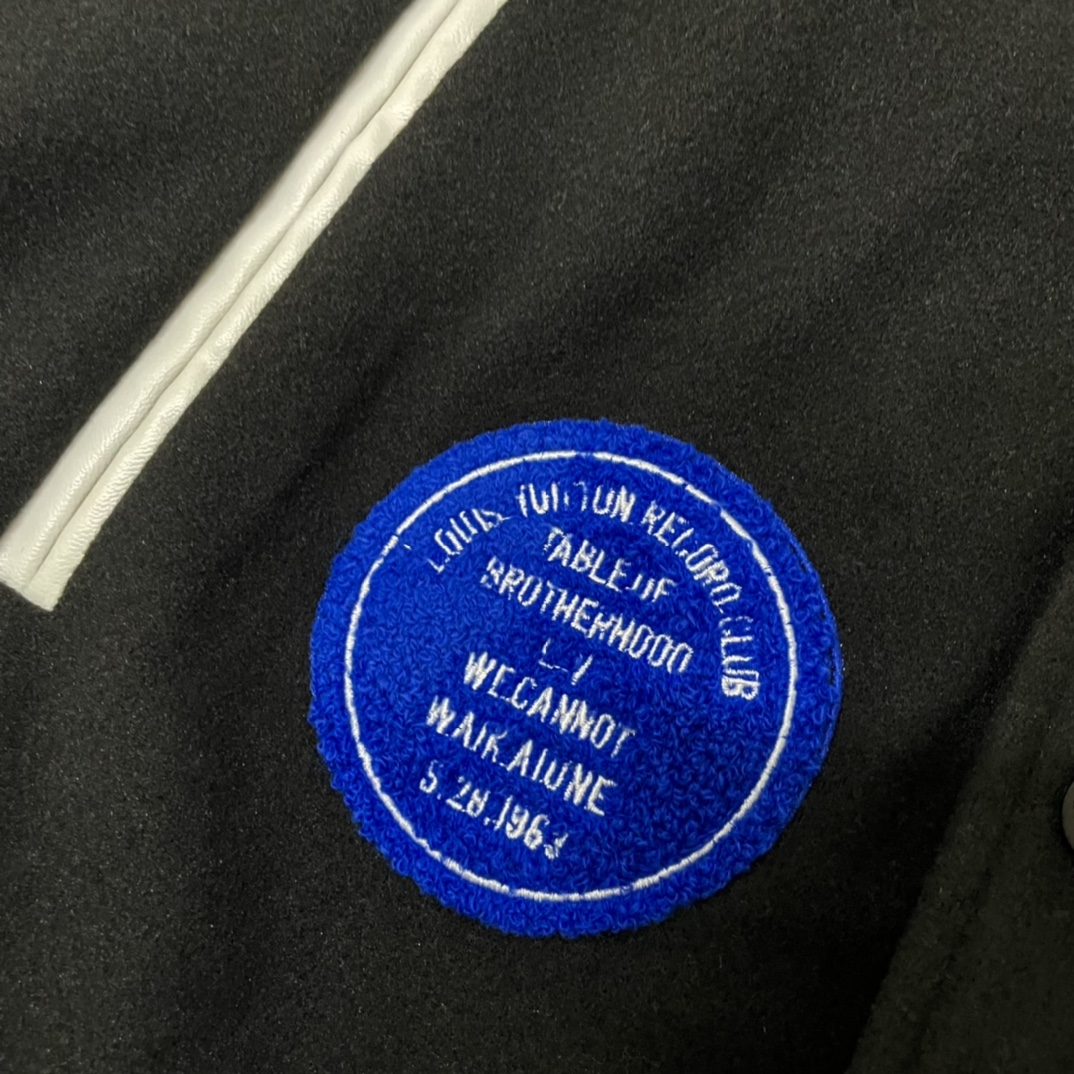 LOUIS VUITTON RECORD CLUB
TABLE OF
BROTHERHOOD
WE CANNOT
WALK ALONE
5.28.1963